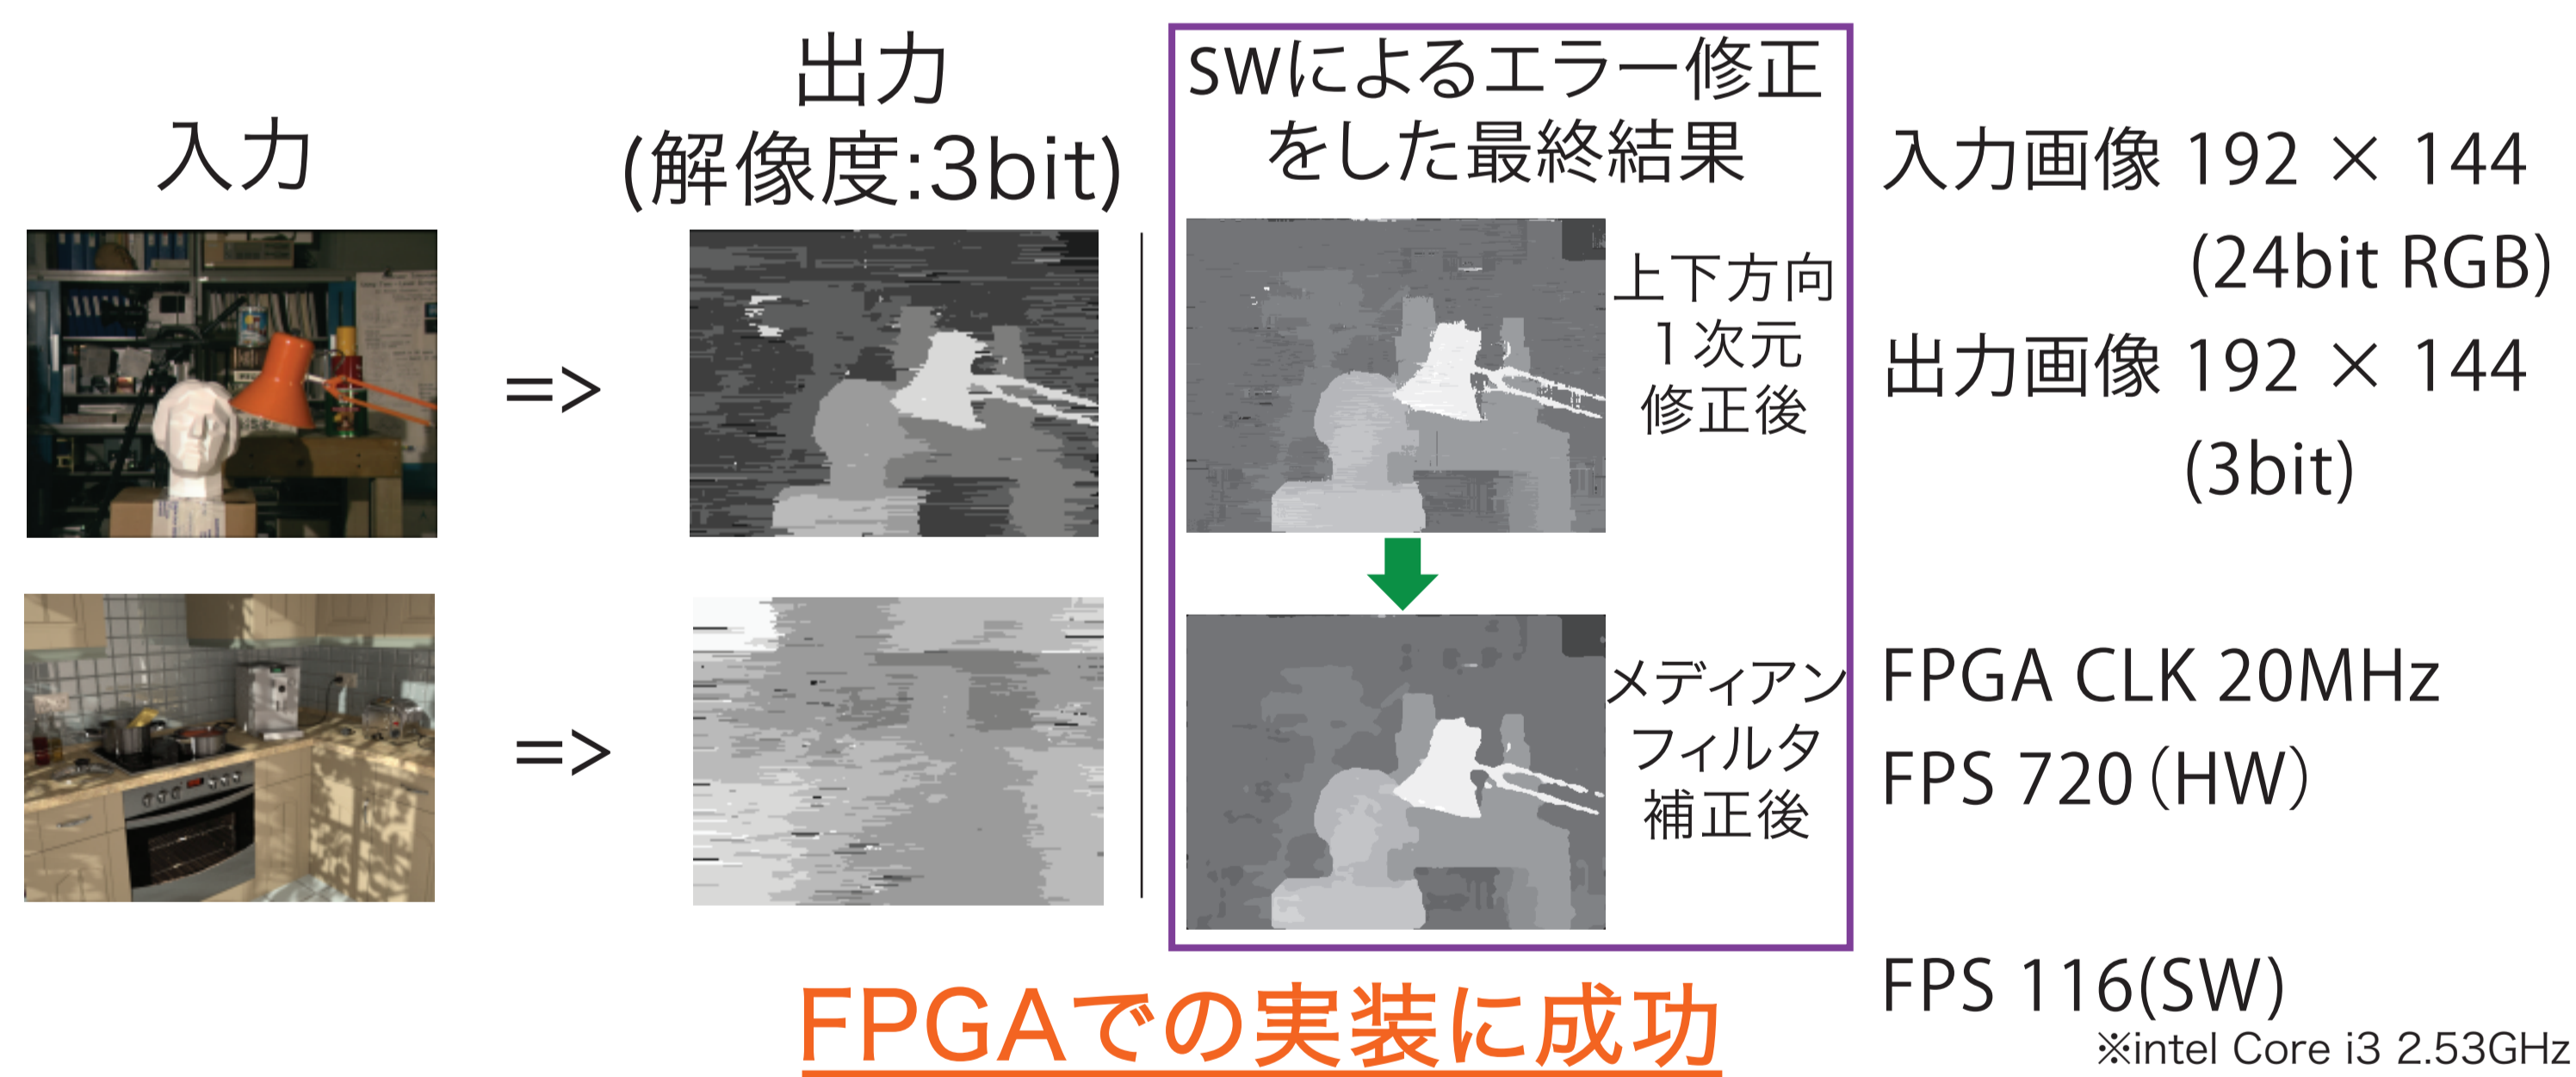 入力
=>
=>
出力
(解像度:3bit)
SWによるエラー修正
をした最終結果
上下方向
1次元
修正後
メディアン
フィルタ
補正後
入力画像 192 × 144
(24bit RGB)
出力画像 192 × 144
(3bit)
FPGA CLK 20MHz
FPS 720（HW）
FPS 116(SW)
※intel Core i3 2.53GHz
FPGAでの実装に成功